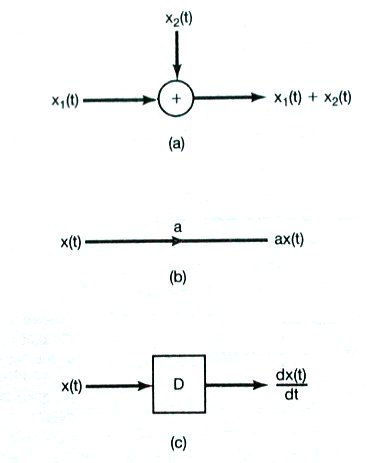 x₂(t)
x₁(t) + x₁(t) + x₂(t)
(a)
a
x(t) ax(t)
(b)
x(t) D dx(t)
dt
(c)